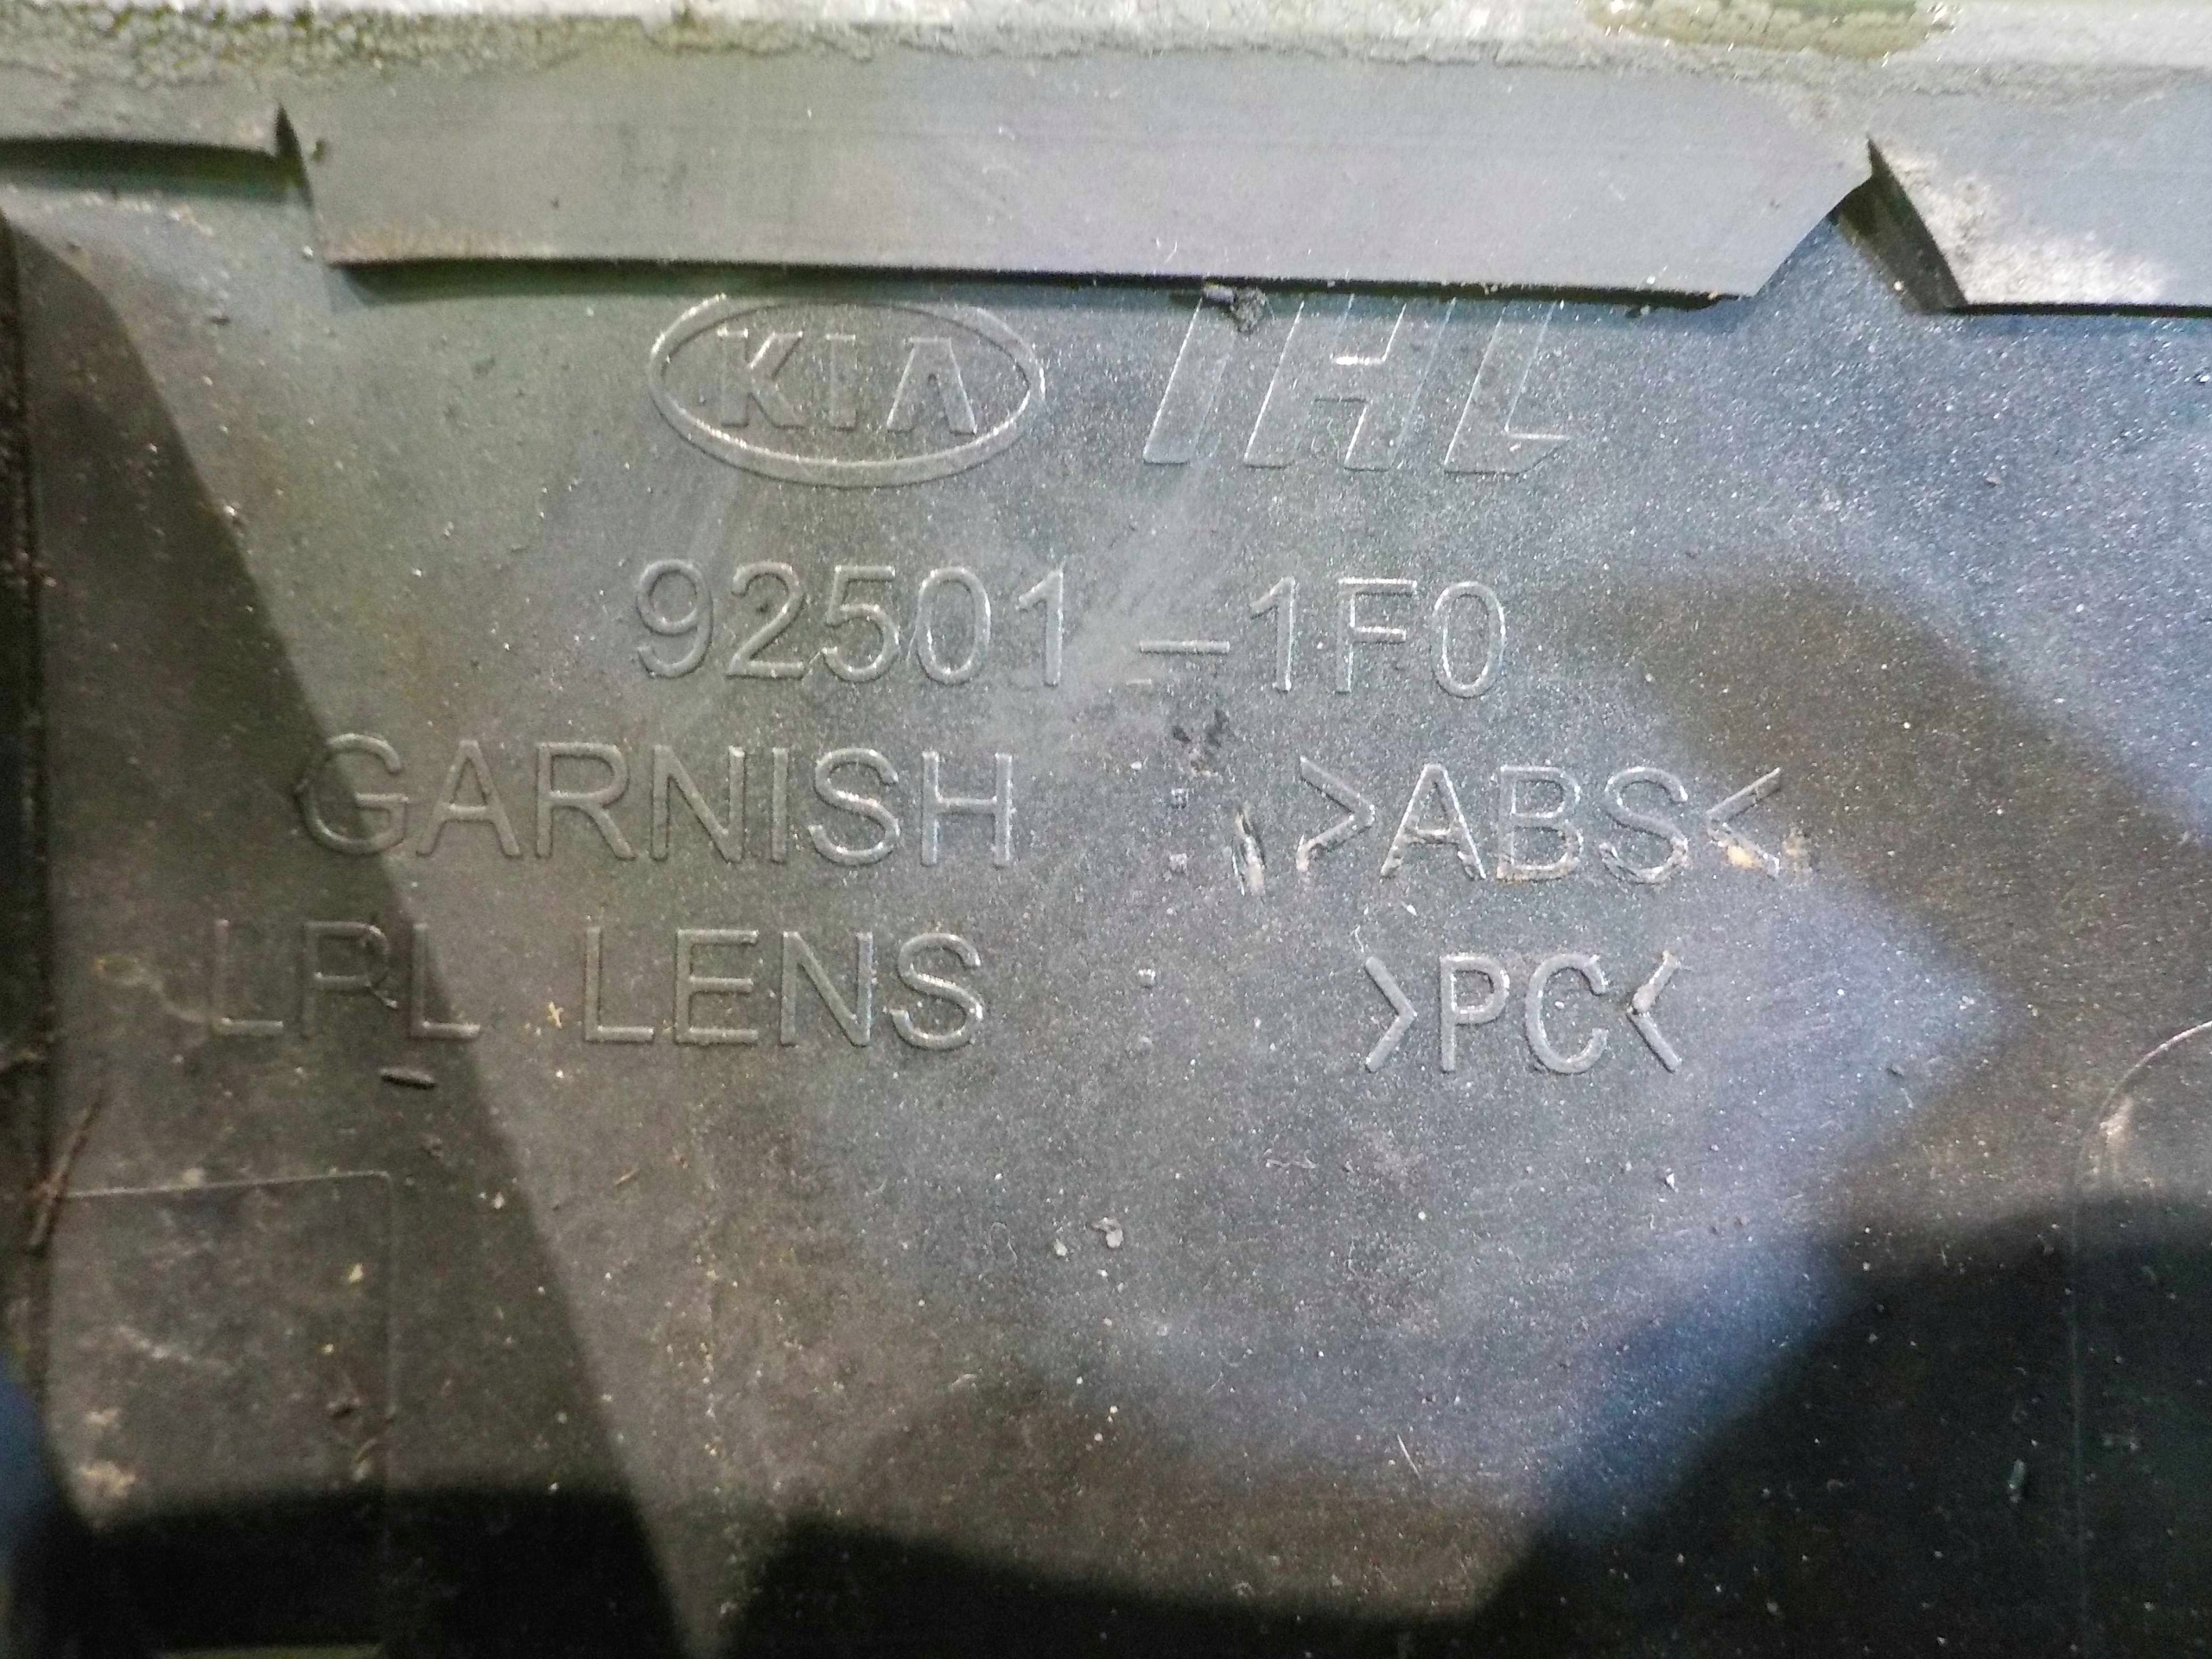 KIA IHL
92501-1F0
GARNISH : >ABS<
LPL LENS : >PC<